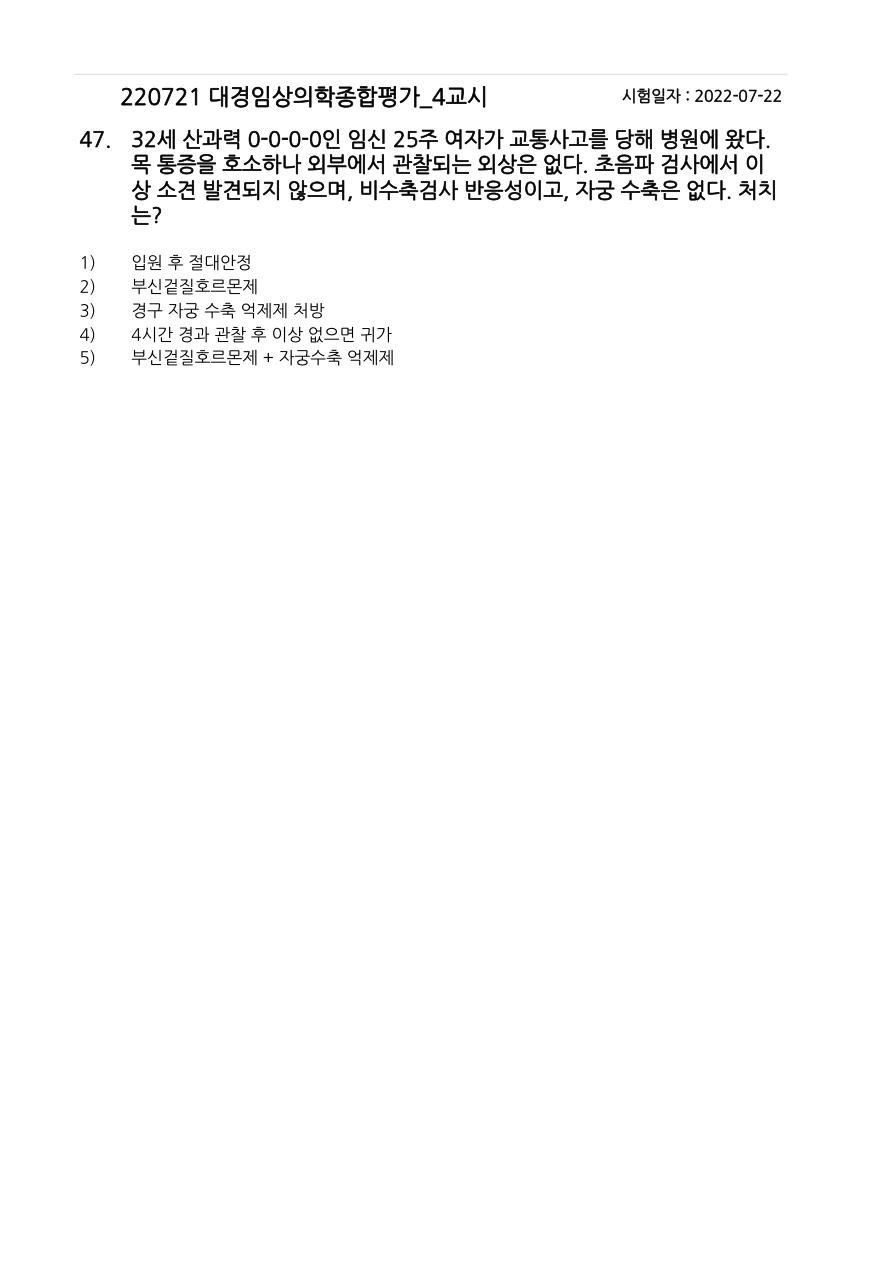 220721 대경임상의학종합평가_4교시 시험일자 : 2022-07-22
47. 32세 산과력 0-0-0-0인 임신 25주 여자가 교통사고를 당해 병원에 왔다.
목 통증을 호소하나 외부에서 관찰되는 외상은 없다. 초음파 검사에서 이
상 소견 발견되지 않으며, 비수축검사 반응성이고, 자궁 수축은 없다. 처치
는?
1) 입원 후 절대안정
2) 부신겉질호르몬제
3) 경구 자궁 수축 억제제 처방
4) 4시간 경과 관찰 후 이상 없으면 귀가
5) 부신겉질호르몬제 + 자궁수축 억제제